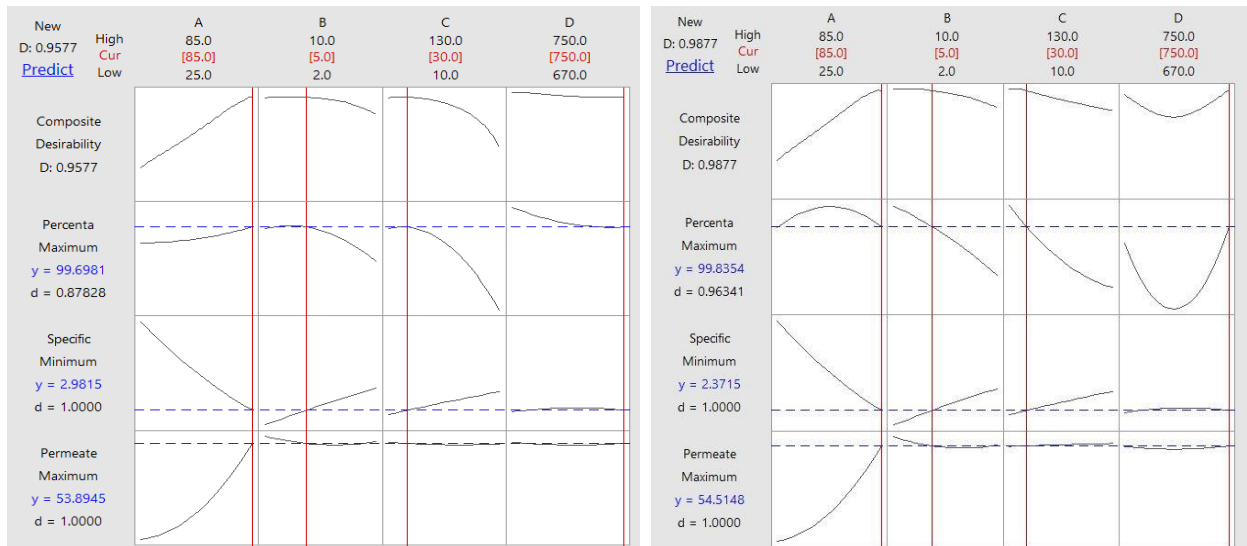 New A B C D
D: 0.9577 High 85.0 10.0 130.0 750.0
Cur [85.0] [5.0] [30.0] [750.0]
Predict Low 25.0 2.0 10.0 670.0
Composite
Desirability
D: 0.9577
Percenta
Maximum
y = 99.6981
d = 0.87828
Specific
Minimum
y = 2.9815
d = 1.0000
Permeate
Maximum
y = 53.8945
d = 1.0000
New A B C D
D: 0.9877 High 85.0 10.0 130.0 750.0
Cur [85.0] [5.0] [30.0] [750.0]
Predict Low 25.0 2.0 10.0 670.0
Composite
Desirability
D: 0.9877
Percenta
Maximum
y = 99.8354
d = 0.96341
Specific
Minimum
y = 2.3715
d = 1.0000
Permeate
Maximum
y = 54.5148
d = 1.0000